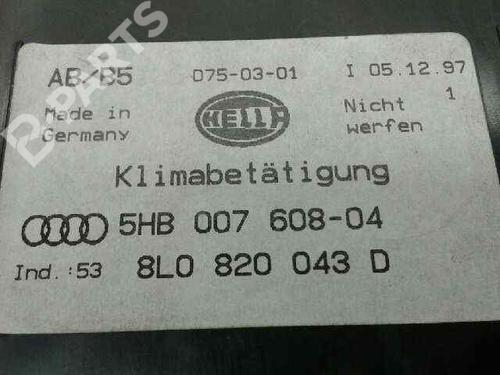 AB/B5 075-03-01 I 05.12.97
Made in Germany HELLA Nicht 1 werfen
Klimabetätigung
5HB 007 608-04
Ind.:53 8L0 820 043 D
B-PARTS